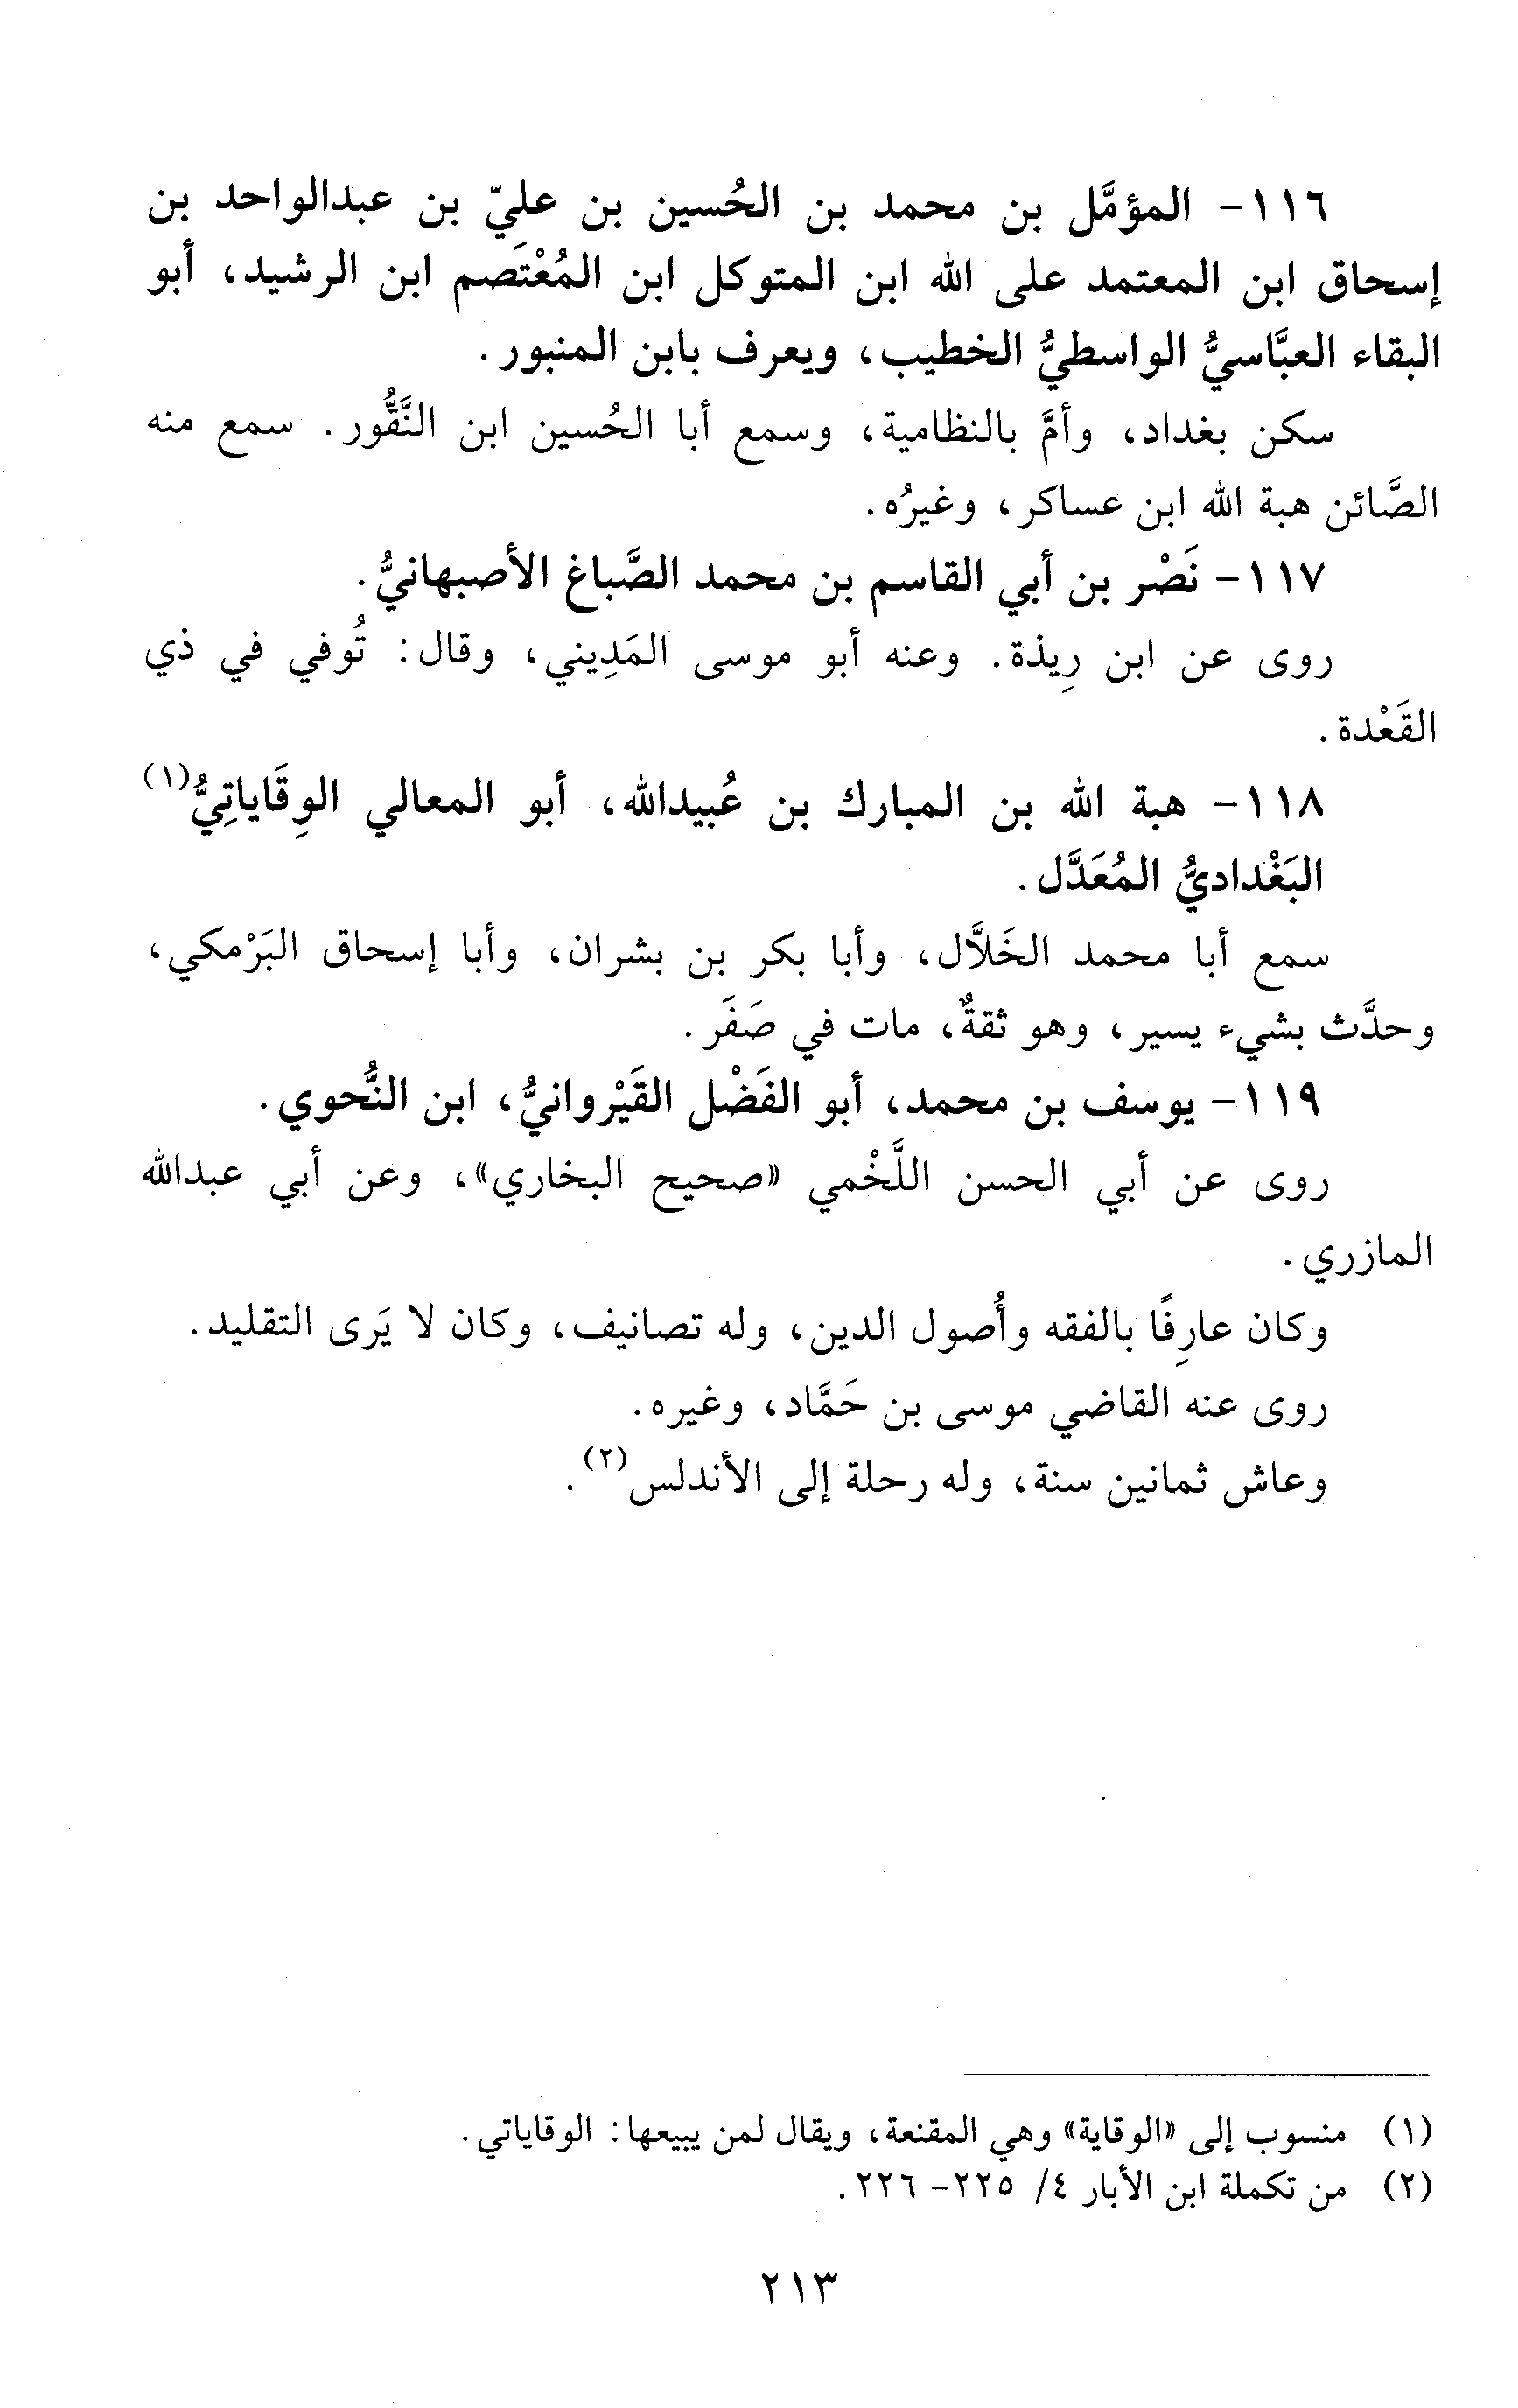 ١١٦- المؤمَّل بن محمد بن الحُسين بن عليّ بن عبدالواحد بن
إسحاق ابن المعتمد على الله ابن المتوكل ابن المُعْتَصم ابن الرشيد، أبو
البقاء العبَّاسيُّ الواسطيُّ الخطيب، ويعرف بابن المنبور.
سكن بغداد، وأمَّ بالنظامية، وسمع أبا الحُسين ابن النَّقُّور. سمع منه
الصَّائن هبة الله ابن عساكر، وغيرُه.
١١٧- نَصْر بن أبي القاسم بن محمد الصَّباغ الأصبهانيُّ.
روى عن ابن رِيذة. وعنه أبو موسى المَدِيني، وقال: تُوفي في ذي
القَعْدة.
١١٨- هبة الله بن المبارك بن عُبيدالله، أبو المعالي الوِقَاياتِيُّ(١)
البَغْداديُّ المُعَدَّل.
سمع أبا محمد الخَلاَّل، وأبا بكر بن بشران، وأبا إسحاق البَرْمكي،
وحدَّث بشيء يسير، وهو ثقةٌ، مات في صَفَر.
١١٩- يوسف بن محمد، أبو الفَضْل القَيْروانيُّ، ابن النُّحوي.
روى عن أبي الحسن اللَّخْمي «صحيح البخاري»، وعن أبي عبدالله
المازري.
وكان عارِفًا بالفقه وأُصول الدين، وله تصانيف، وكان لا يَرى التقليد.
روى عنه القاضي موسى بن حَمَّاد، وغيره.
وعاش ثمانين سنة، وله رحلة إلى الأندلس(٢).
(١) منسوب إلى «الوقاية» وهي المقنعة، ويقال لمن يبيعها: الوقاياتي.
(٢) من تكملة ابن الأبار ٤/ ٢٢٥- ٢٢٦.
٢١٣